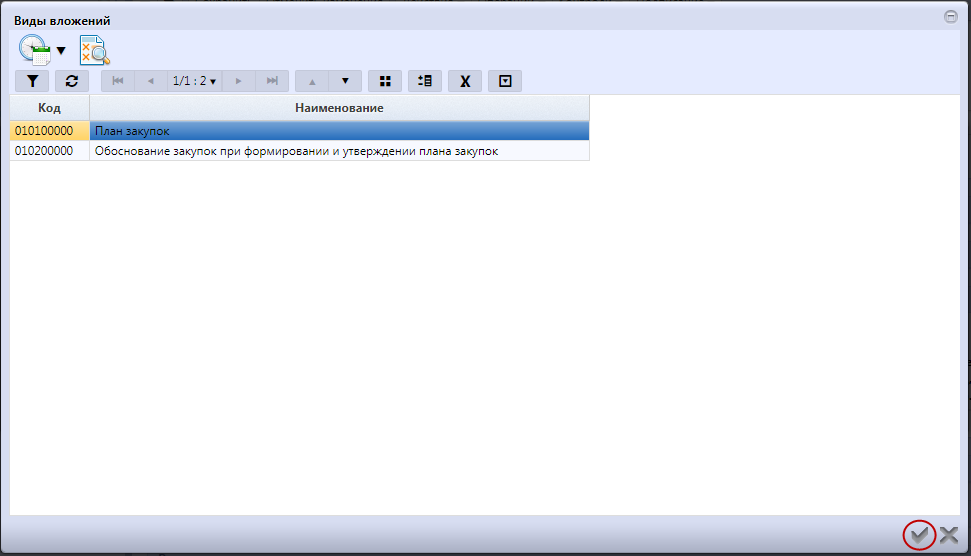 Виды вложений
1/1 : 2
Код Наименование
010100000 План закупок
010200000 Обоснование закупок при формировании и утверждении плана закупок